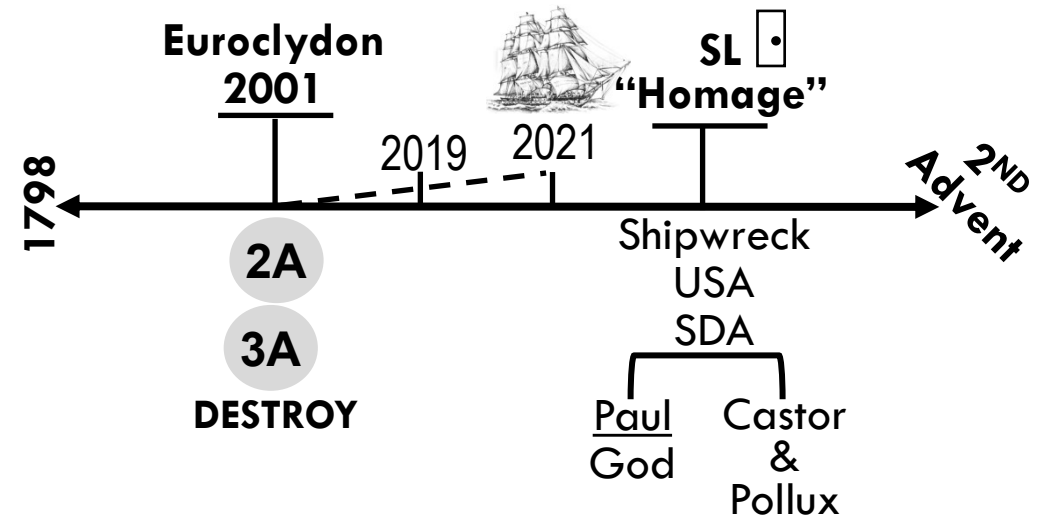 Euroclydon
2001
SL
“Homage”
2019
2021
1798
2ND
Advent
2A
3A
DESTROY
Shipwreck
USA
SDA
Paul
God
Castor
&
Pollux